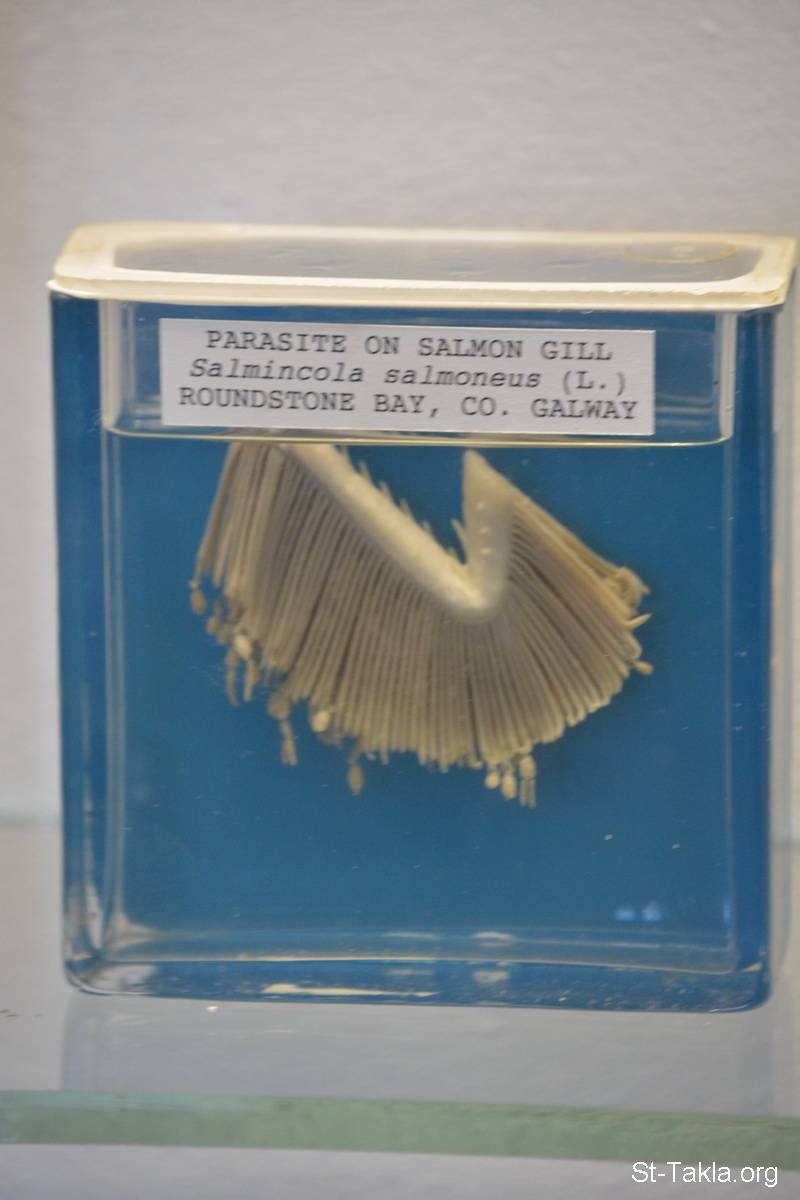 PARASITE ON SALMON GILL
Salmincola salmoneus (L.)
ROUNDSTONE BAY, CO. GALWAY
St-Takla.org